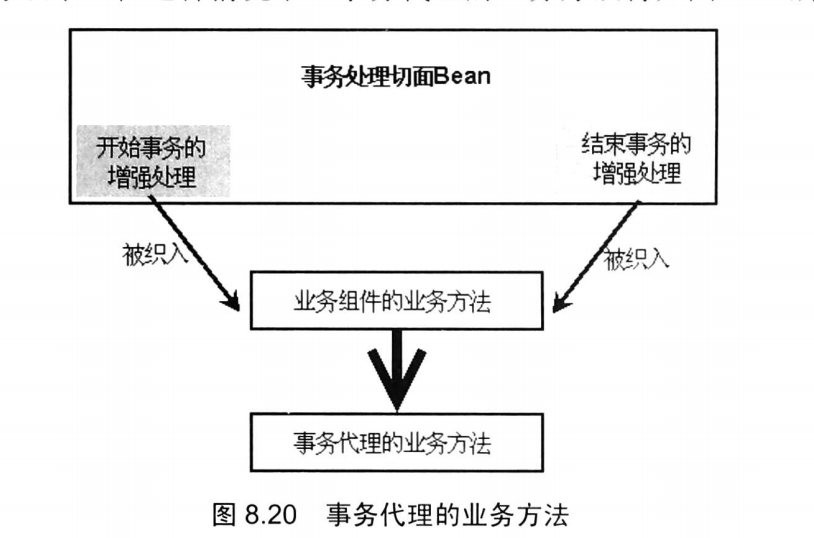 事务处理切面Bean
开始事务的
增强处理
结束事务的
增强处理
被织入
被织入
业务组件的业务方法
事务代理的业务方法
图 8.20 事务代理的业务方法